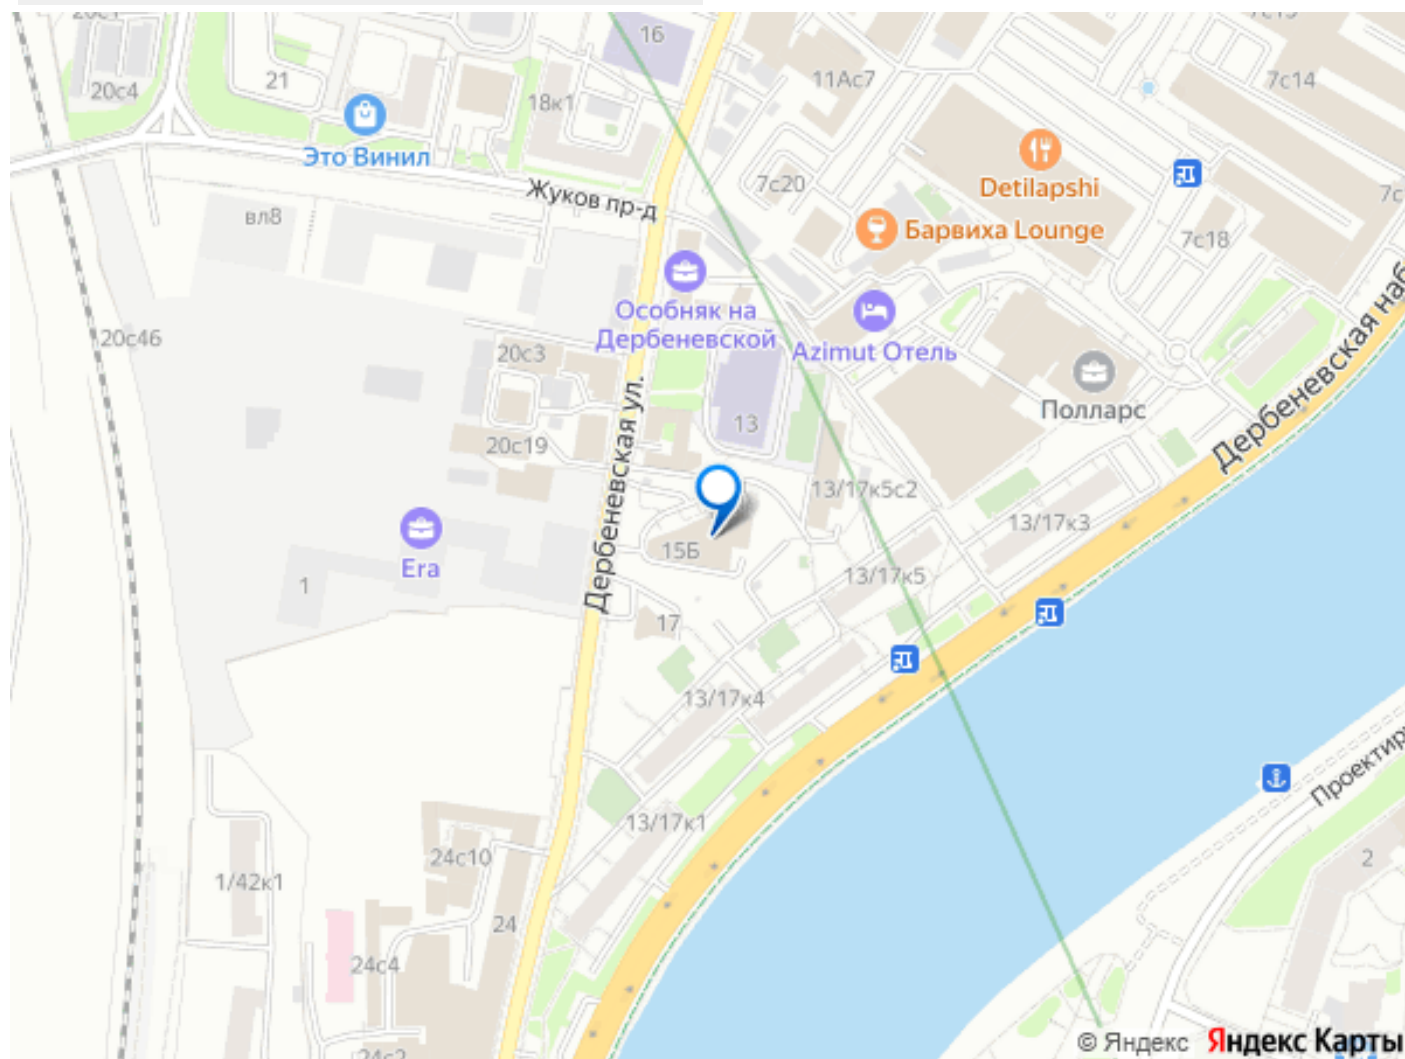 16
20с4
21
18к1
11Ас7
7с14
Это Винил
Detilapshi
7с20
Жуков пр-д
вл8
Барвиха Lounge
7с18
Особняк на
Дербеневской
20с46
20с3
Azimut Отель
Дербеневская наб
Полларс
13
Дербеневская ул.
20с19
13/17к5с2
13/17к3
15Б
Era
1
13/17к5
17
13/17к4
Проектир
13/17к1
24с10
2
1/42к1
24
24с4
© Яндекс
Яндекс Карты
24с2